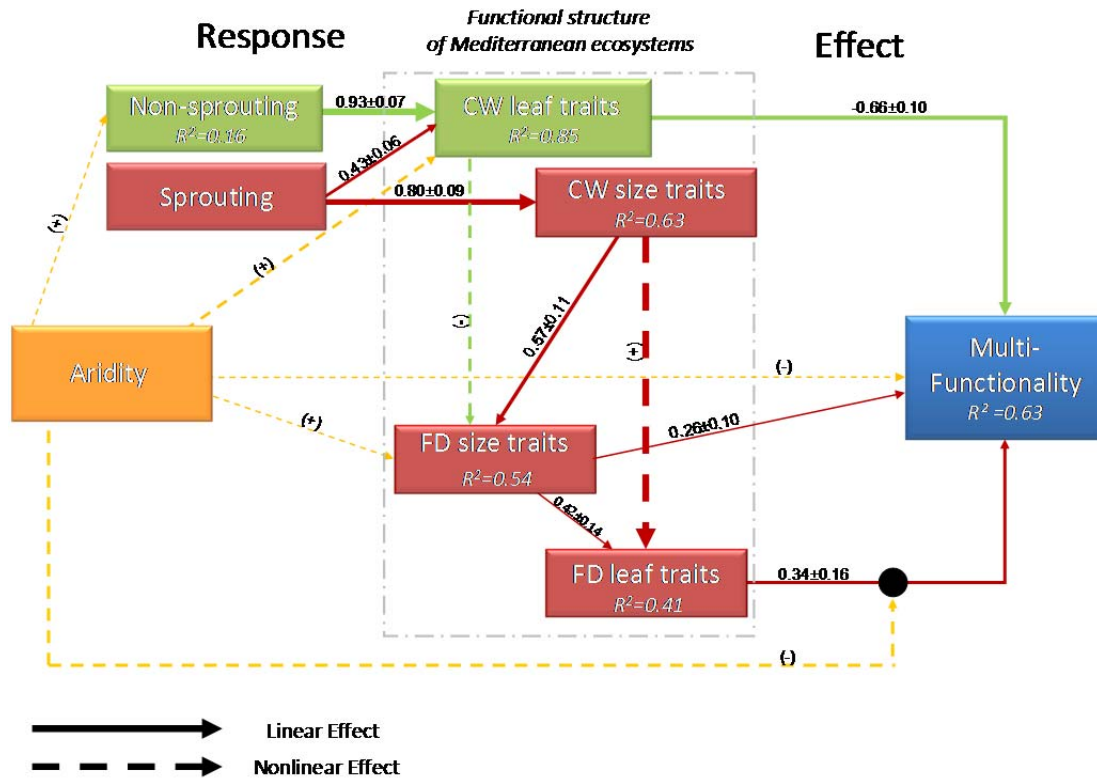 Response
Functional structure
of Mediterranean ecosystems
Effect
Non-sprouting
R²=0.16
0.93±0.07
CW leaf traits
R²=0.85
-0.66±0.10
Sprouting
0.43±0.06
0.80±0.09
CW size traits
R²=0.63
(+)
(+)
(-)
0.57±0.11
(+)
Aridity
(-)
Multi-
Functionality
R² =0.63
(+)
FD size traits
R²=0.54
0.26±0.10
0.42±0.14
FD leaf traits
R²=0.41
0.34±0.16
(-)
Linear Effect
Nonlinear Effect